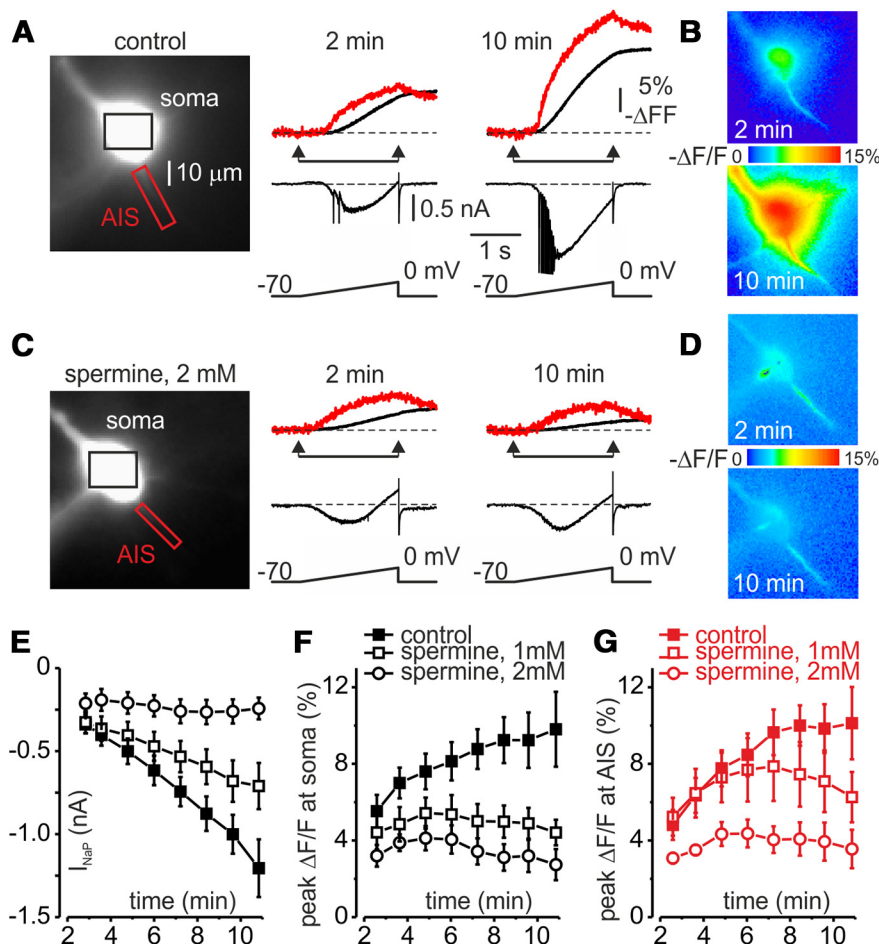 A
control
soma
10 μm
AIS
2 min
10 min
5%
-ΔFF
0.5 nA
1 s
-70
0 mV
-70
0 mV
B
2 min
-ΔF/F 0 15%
10 min
C
spermine, 2 mM
soma
AIS
2 min
10 min
-70
0 mV
-70
0 mV
D
2 min
-ΔF/F 0 15%
10 min
E
0
-0.5
-1.0
-1.5
I NaP (nA)
time (min)
2 4 6 8 10
F
control
spermine, 1mM
spermine, 2mM
12
8
4
0
peak ΔF/F at soma (%)
time (min)
2 4 6 8 10
G
control
spermine, 1mM
spermine, 2mM
12
8
4
0
peak ΔF/F at AIS (%)
time (min)
2 4 6 8 10